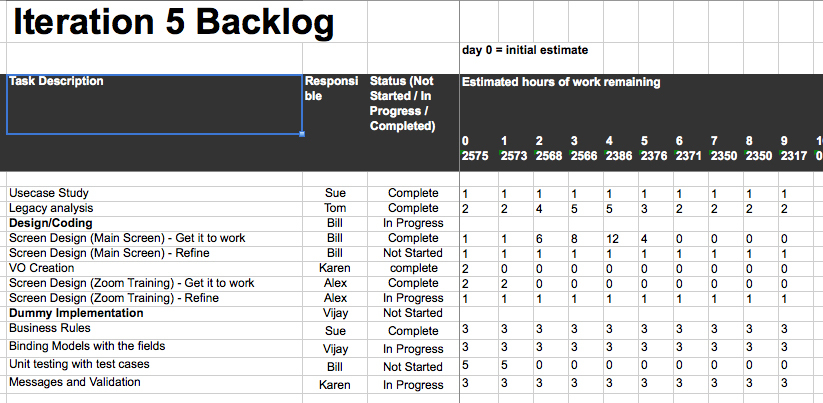 Iteration 5 Backlog
day 0 = initial estimate
Task Description Responsi ble Status (Not Started / In Progress / Completed) Estimated hours of work remaining
0 1 2 3 4 5 6 7 8 9 1
2575 2573 2568 2566 2386 2376 2371 2350 2350 2317 0
Usecase Study Sue Complete 1 1 1 1 1 1 1 1 1 1
Legacy analysis Tom Complete 2 2 4 5 5 3 2 2 2 2
Design/Coding Bill In Progress
Screen Design (Main Screen) - Get it to work Bill Complete 1 1 6 8 12 4 0 0 0 0
Screen Design (Main Screen) - Refine Bill Not Started 1 1 1 1 1 1 1 1 1 1
VO Creation Karen complete 2 0 0 0 0 0 0 0 0 0
Screen Design (Zoom Training) - Get it to work Alex Complete 2 2 0 0 0 0 0 0 0 0
Screen Design (Zoom Training) - Refine Alex In Progress 1 1 1 1 1 1 1 1 1 1
Dummy Implementation Vijay Not Started
Business Rules Sue Complete 3 3 3 3 3 3 3 3 3 3
Binding Models with the fields Vijay In Progress 3 3 3 3 3 3 3 3 3 3
Unit testing with test cases Bill Not Started 5 5 0 0 0 0 0 0 0 0
Messages and Validation Karen In Progress 3 3 3 3 3 3 3 3 3 3